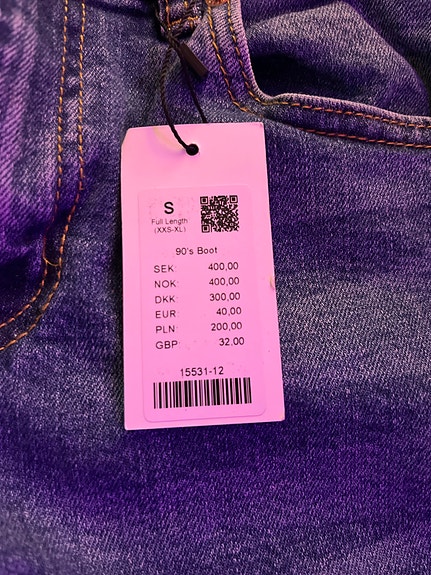 S
Full Length
(XXS-XL)
90's Boot
SEK: 400,00
NOK: 400,00
DKK: 300,00
EUR: 40,00
PLN: 200,00
GBP: 32,00
15531-12